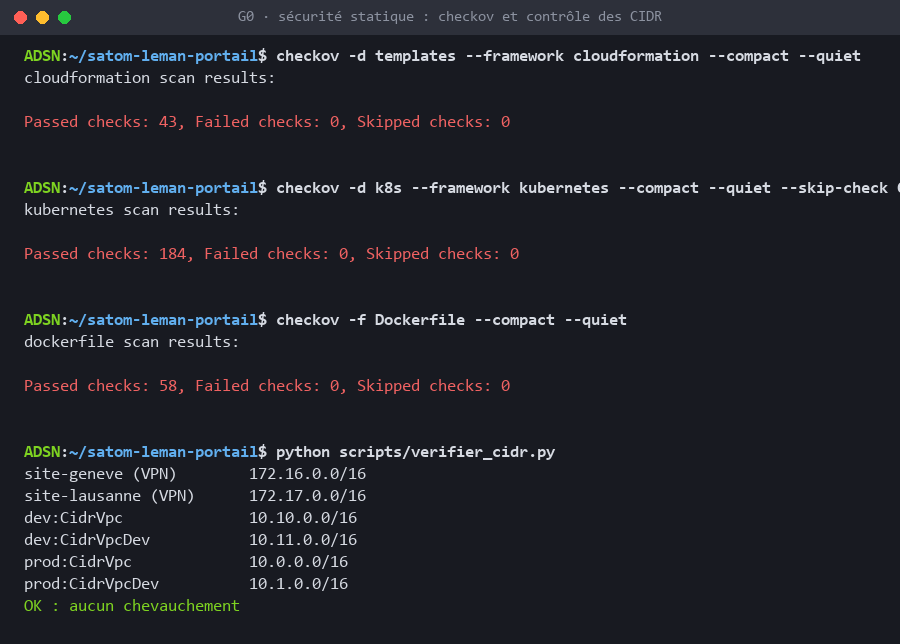 G0 · sécurité statique : checkov et contrôle des CIDR
ADSN:~/satom-leman-portail$ checkov -d templates --framework cloudformation --compact --quiet
cloudformation scan results:
Passed checks: 43, Failed checks: 0, Skipped checks: 0
ADSN:~/satom-leman-portail$ checkov -d k8s --framework kubernetes --compact --quiet --skip-check
kubernetes scan results:
Passed checks: 184, Failed checks: 0, Skipped checks: 0
ADSN:~/satom-leman-portail$ checkov -f Dockerfile --compact --quiet
dockerfile scan results:
Passed checks: 58, Failed checks: 0, Skipped checks: 0
ADSN:~/satom-leman-portail$ python scripts/verifier_cidr.py
site-geneve (VPN)        172.16.0.0/16
site-lausanne (VPN)      172.17.0.0/16
dev:CidrVpc              10.10.0.0/16
dev:CidrVpcDev           10.11.0.0/16
prod:CidrVpc             10.0.0.0/16
prod:CidrVpcDev          10.1.0.0/16
OK : aucun chevauchement